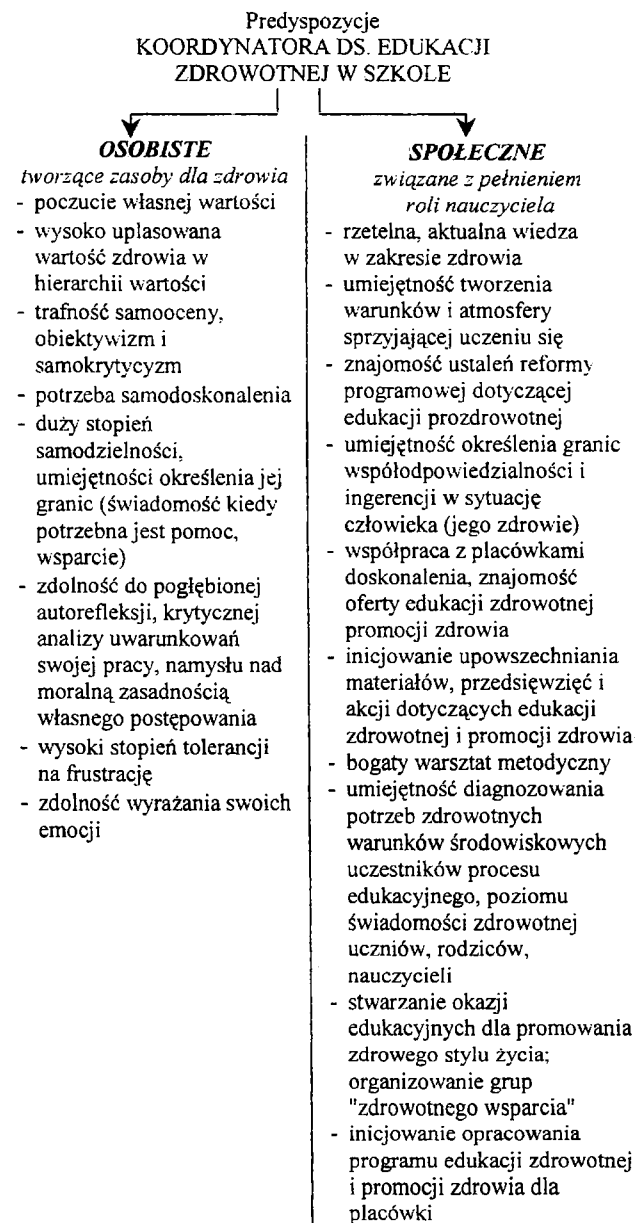 Predyspozycje
KOORDYNATORA DS. EDUKACJI
ZDROWOTNEJ W SZKOLE
OSOBISTE
tworzące zasoby dla zdrowia
- poczucie własnej wartości
- wysoko uplasowana
wartość zdrowia w
hierarchii wartości
- trafność samooceny,
obiektywizm i
samokrytycyzm
- potrzeba samodoskonalenia
- duży stopień
samodzielności,
umiejętności określenia jej
granic (świadomość kiedy
potrzebna jest pomoc,
wsparcie)
- zdolność do pogłębionej
autorefleksji, krytycznej
analizy uwarunkowań
swojej pracy, namysłu nad
moralną zasadnością
własnego postępowania
- wysoki stopień tolerancji
na frustrację
- zdolność wyrażania swoich
emocji
SPOŁECZNE
związane z pełnieniem
roli nauczyciela
- rzetelna, aktualna wiedza
w zakresie zdrowia
- umiejętność tworzenia
warunków i atmosfery
sprzyjającej uczeniu się
- znajomość ustaleń reformy
programowej dotyczącej
edukacji prozdrowotnej
- umiejętność określenia granic
współodpowiedzialności i
ingerencji w sytuację
człowieka (jego zdrowie)
- współpraca z placówkami
doskonalenia, znajomość
oferty edukacji zdrowotnej
promocji zdrowia
- inicjowanie upowszechniania
materiałów, przedsięwzięć i
akcji dotyczących edukacji
zdrowotnej i promocji zdrowia
- bogaty warsztat metodyczny
- umiejętność diagnozowania
potrzeb zdrowotnych
warunków środowiskowych
uczestników procesu
edukacyjnego, poziomu
świadomości zdrowotnej
uczniów, rodziców,
nauczycieli
- stwarzanie okazji
edukacyjnych dla promowania
zdrowego stylu życia;
organizowanie grup
"zdrowotnego wsparcia"
- inicjowanie opracowania
programu edukacji zdrowotnej
i promocji zdrowia dla
placówki